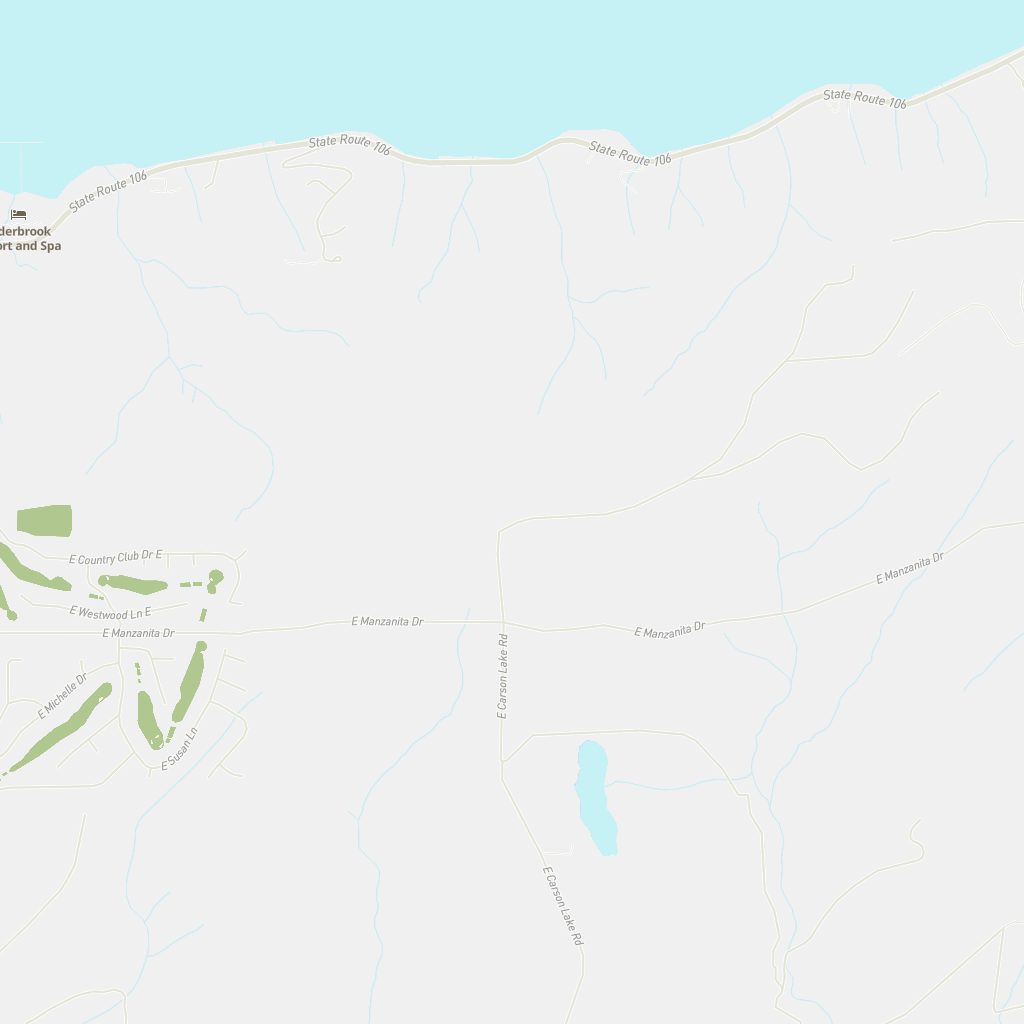 State Route 106
State Route 106
State Route 106
State Route 106
derbrook
ort and Spa
E Country Club Dr E
E Westwood Ln E
E Manzanita Dr
E Manzanita Dr
E Manzanita Dr
E Manzanita Dr
E Carson Lake Rd
E Michelle Dr
E Susan Ln
E Carson Lake Rd